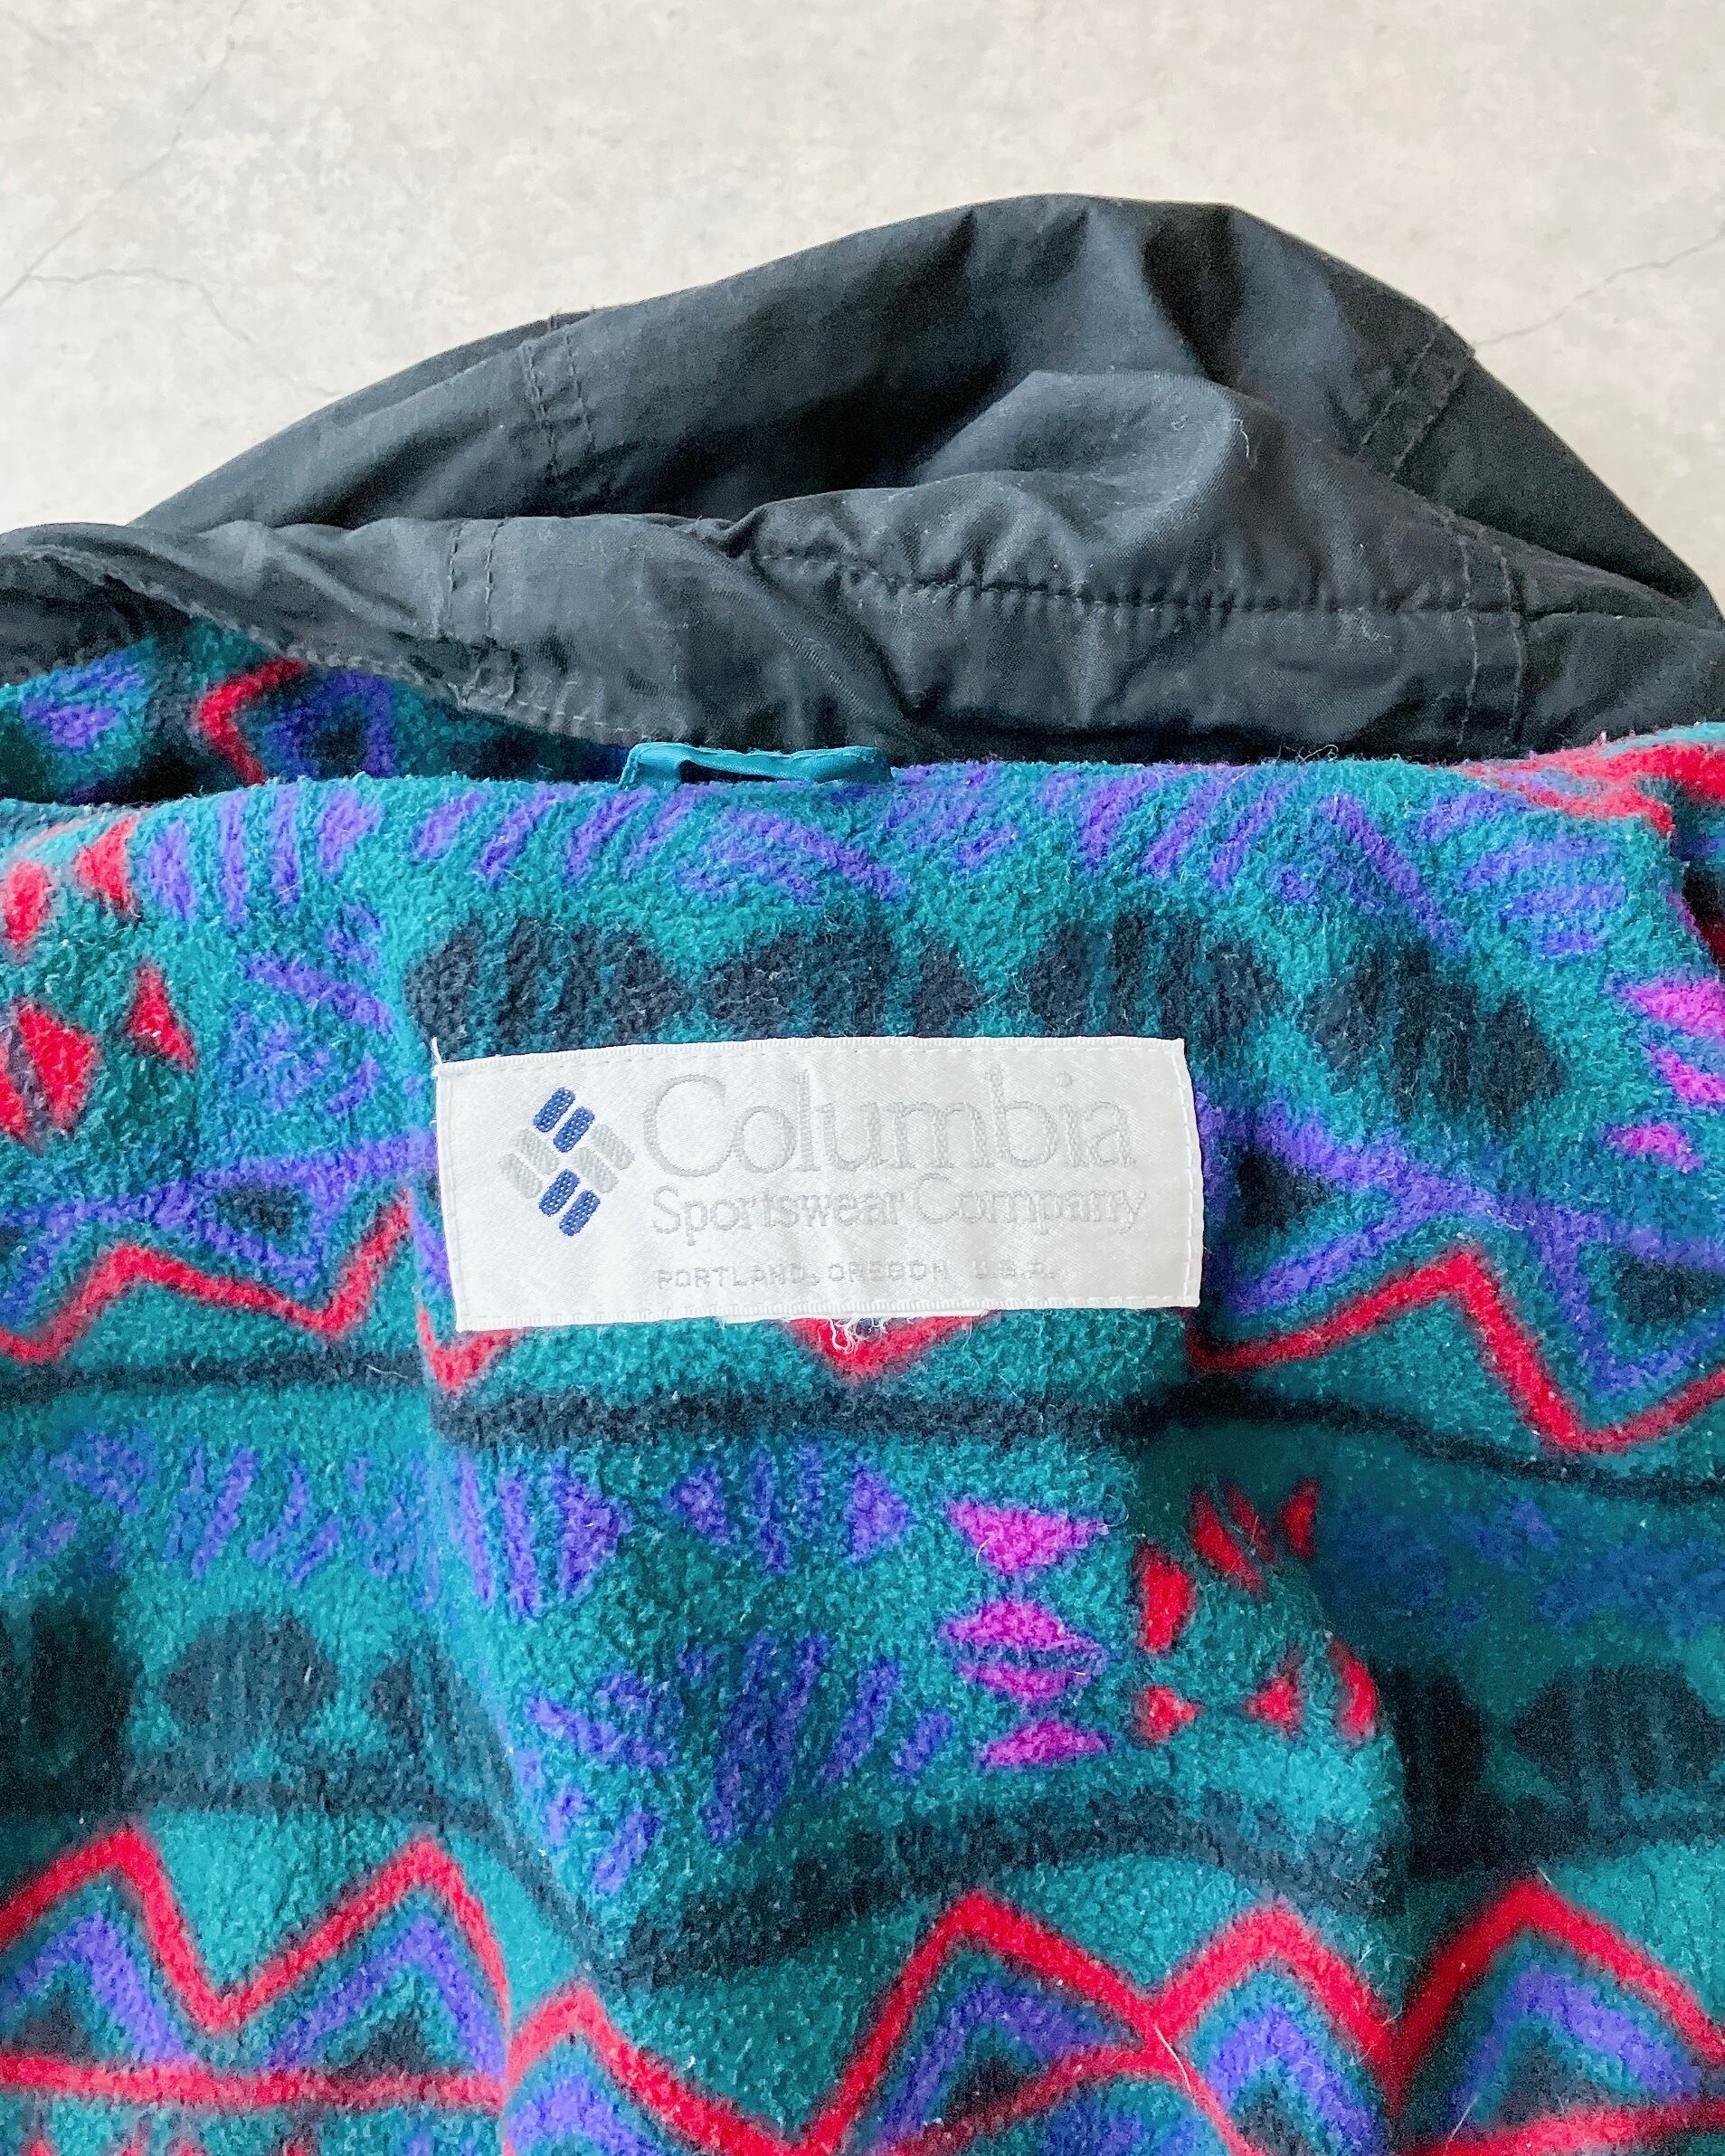 Columbia
Sportswear Company
PORTLAND, OREGON U.S.A.